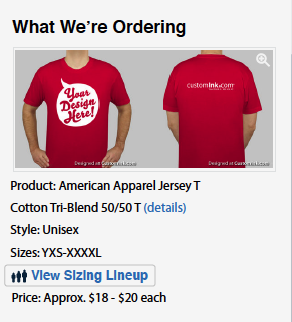 What We're Ordering
Your
Design
Here!
customink.com
Designed at CustomInk.com
Designed at CustomInk.com
Product: American Apparel Jersey T
Cotton Tri-Blend 50/50 T (details)
Style: Unisex
Sizes: YXS-XXXXL
View Sizing Lineup
Price: Approx. $18 - $20 each